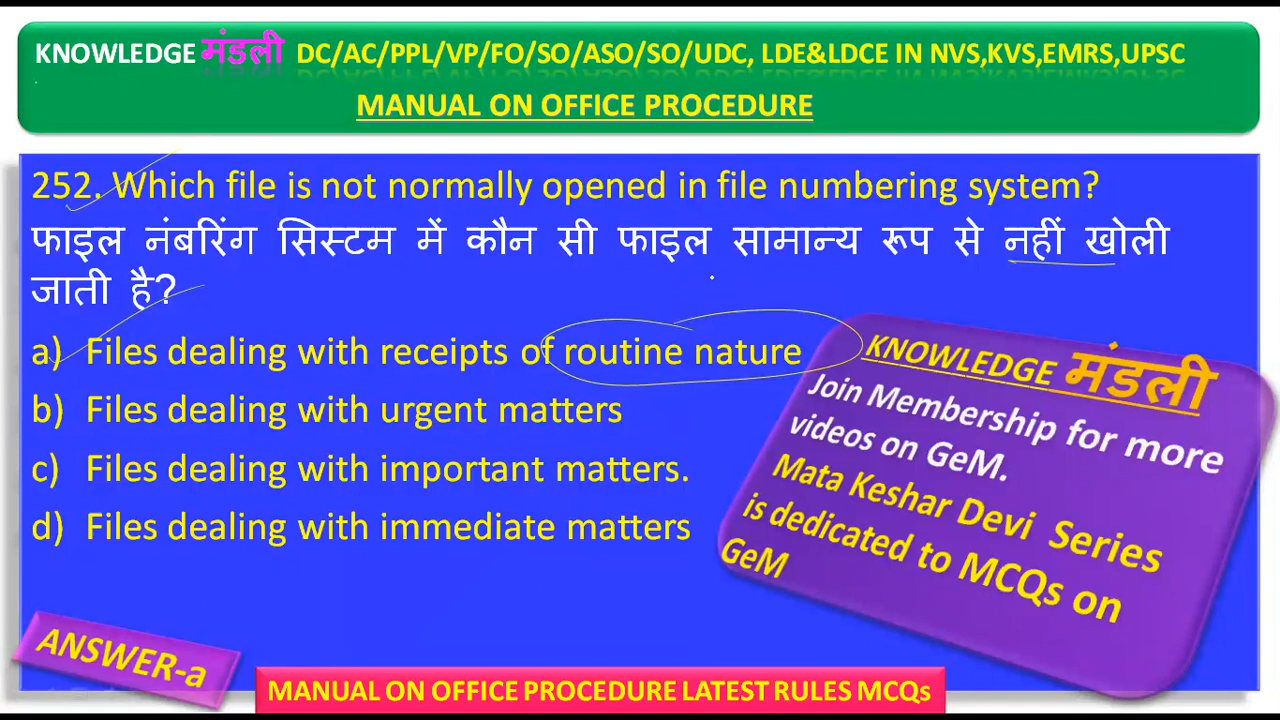 KNOWLEDGE मंडली DC/AC/PPL/VP/FO/SO/ASO/SO/UDC, LDE&LDCE IN NVS,KVS,EMRS,UPSC
MANUAL ON OFFICE PROCEDURE
252. Which file is not normally opened in file numbering system?
फाइल नंबरिंग सिस्टम में कौन सी फाइल सामान्य रूप से नहीं खोली
जाती है?
a) Files dealing with receipts of routine nature
b) Files dealing with urgent matters
c) Files dealing with important matters.
d) Files dealing with immediate matters
KNOWLEDGE मंडली
Join Membership for more
videos on GeM.
Mata Keshar Devi Series
is dedicated to MCQs on
GeM
ANSWER-a
MANUAL ON OFFICE PROCEDURE LATEST RULES MCQs